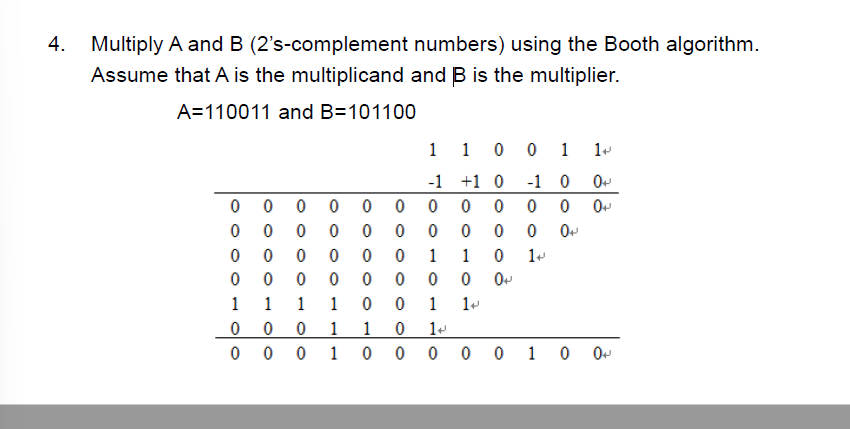 4. Multiply A and B (2's-complement numbers) using the Booth algorithm.
Assume that A is the multiplicand and B is the multiplier.
A=110011 and B=101100
1 1 0 0 1 1↵
-1 +1 0 -1 0 0↵
0 0 0 0 0 0 0 0 0 0 0 0↵
0 0 0 0 0 0 0 0 0 0 0↵
0 0 0 0 0 0 1 1 0 1↵
0 0 0 0 0 0 0 0 0↵
1 1 1 1 0 0 1 1↵
0 0 0 1 1 0 1↵
0 0 0 1 0 0 0 0 0 1 0 0↵